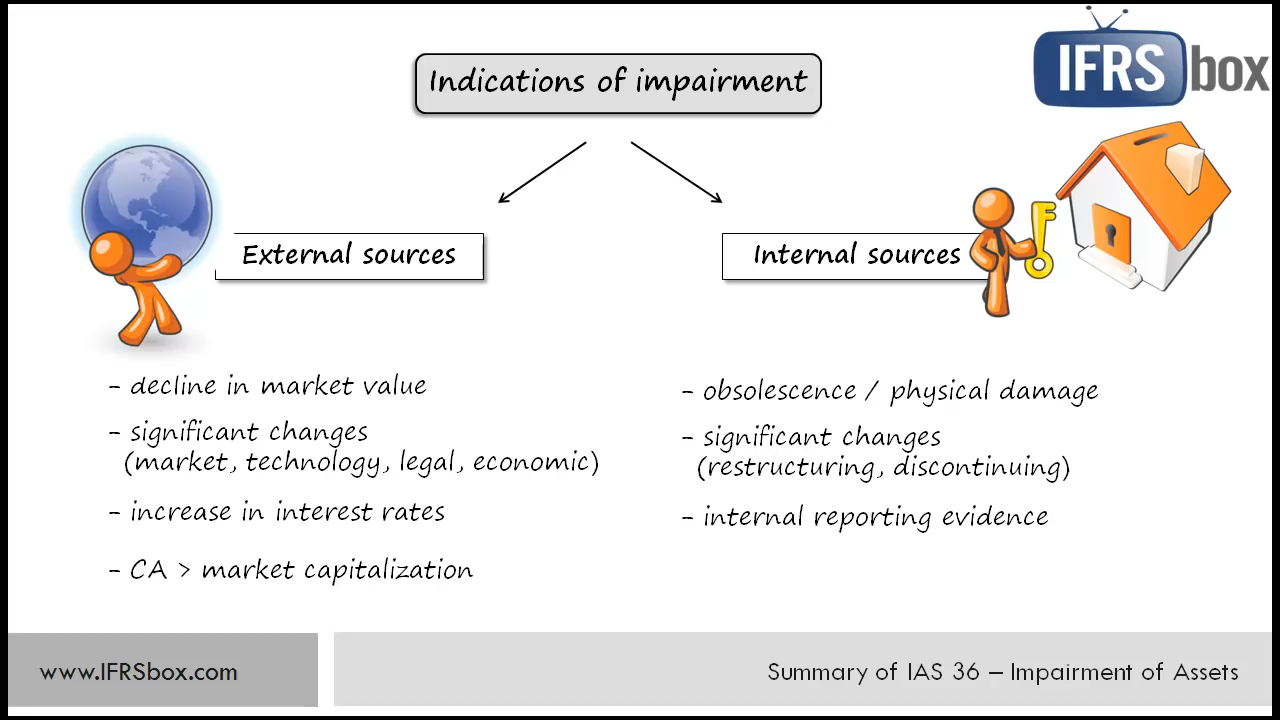 IFRS box
Indications of impairment
External sources
- decline in market value
- significant changes
(market, technology, legal, economic)
- increase in interest rates
- CA > market capitalization
Internal sources
- obsolescence / physical damage
- significant changes
(restructuring, discontinuing)
- internal reporting evidence
www.IFRSbox.com
Summary of IAS 36 – Impairment of Assets